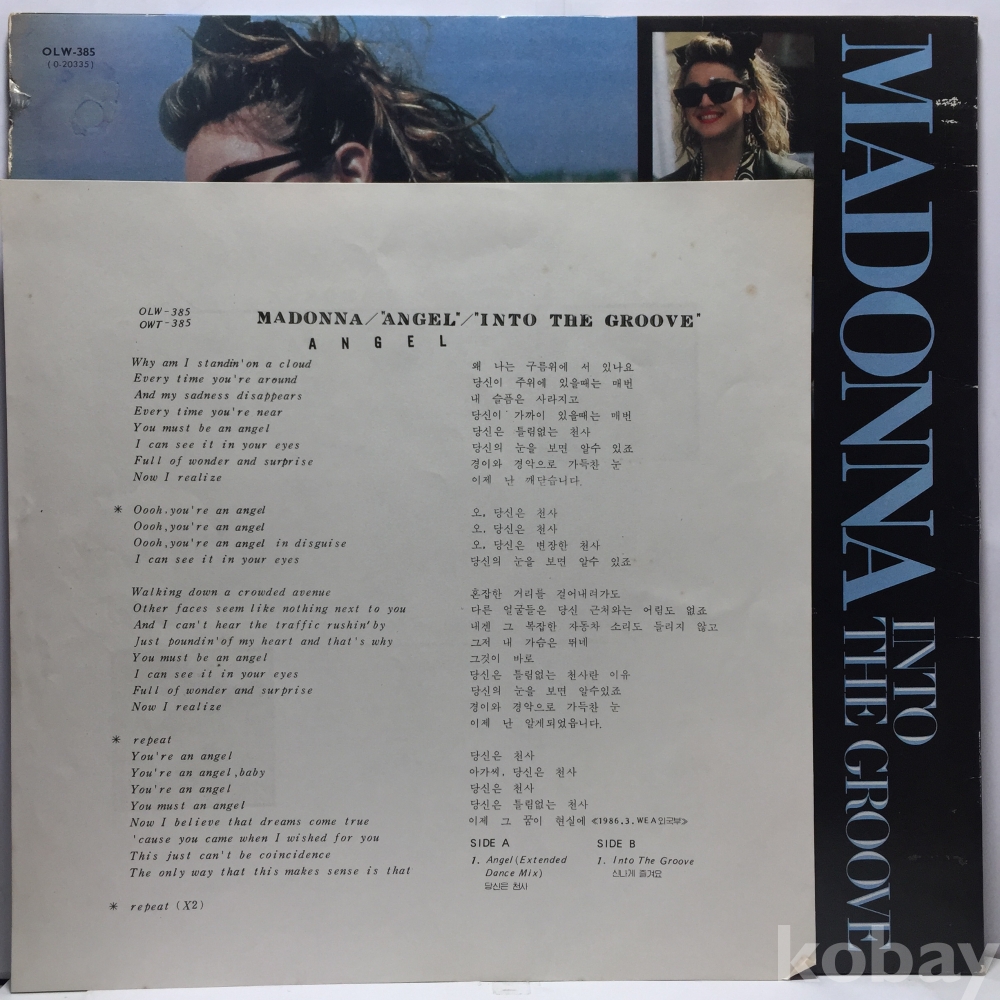 OLW-385
(0-20335)
MADONNA
INTO
THE GROOVE
OLW-385
OWT-385
MADONNA/"ANGEL"/"INTO THE GROOVE"
ANGEL
Why am I standin'on a cloud
Every time you're around
And my sadness disappears
Every time you're near
You must be an angel
I can see it in your eyes
Full of wonder and surprise
Now I realize
* Oooh.you're an angel
Oooh,you're an angel
Oooh,you're an angel in disguise
I can see it in your eyes
Walking down a crowded avenue
Other faces seem like nothing next to you
And I can't hear the traffic rushin'by
Just poundin'of my heart and that's why
You must be an angel
I can see it in your eyes
Full of wonder and surprise
Now I realize
* repeat
You're an angel
You're an angel,baby
You're an angel
You must an angel
Now I believe that dreams come true
'cause you came when I wished for you
This just can't be coincidence
The only way that this makes sense is that
* repeat (X2)
왜 나는 구름위에 서 있나요
당신이 주위에 있을때는 매번
내 슬픔은 사라지고
당신이 가까이 있을때는 매번
당신은 틀림없는 천사
당신의 눈을 보면 알수 있죠
경이와 경악으로 가득찬 눈
이제 난 깨닫습니다.
오, 당신은 천사
오, 당신은 천사
오, 당신은 변장한 천사
당신의 눈을 보면 알수 있죠
혼잡한 거리를 걸어내려가도
다른 얼굴들은 당신 근처와는 어림도 없죠
내겐 그 복잡한 자동차 소리도 들리지 않고
그저 내 가슴은 뛰네
그것이 바로
당신은 틀림없는 천사란 이유
당신의 눈을 보면 알수있죠
경이와 경악으로 가득찬 눈
이제 난 알게되었읍니다.
당신은 천사
아가씨, 당신은 천사
당신은 천사
당신은 틀림없는 천사
이제 그 꿈이 현실에 ≪1986.3.WEA외국부≫
SIDE A
1. Angel(Extended
Dance Mix)
당신은 천사
SIDE B
1. Into The Groove
신나게 즐겨요
kobay